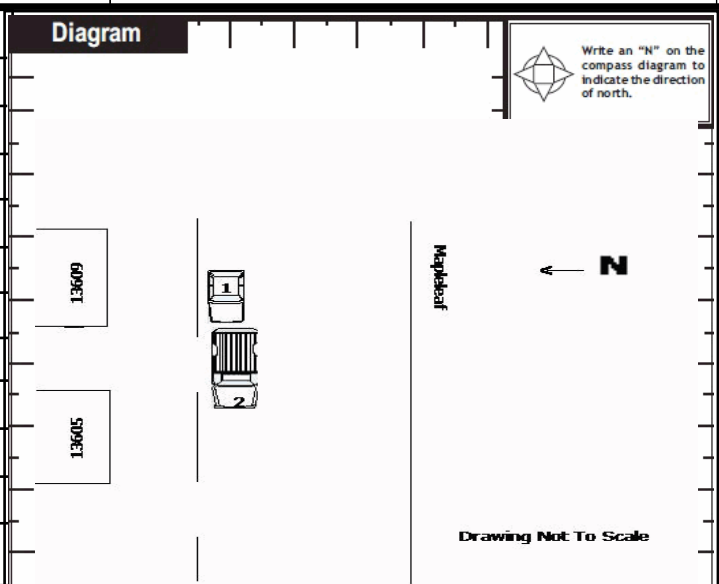 Diagram
Write an “N” on the
compass diagram to
indicate the direction
of north.
N
Mapleleaf
13609
1
2
13605
Drawing Not To Scale